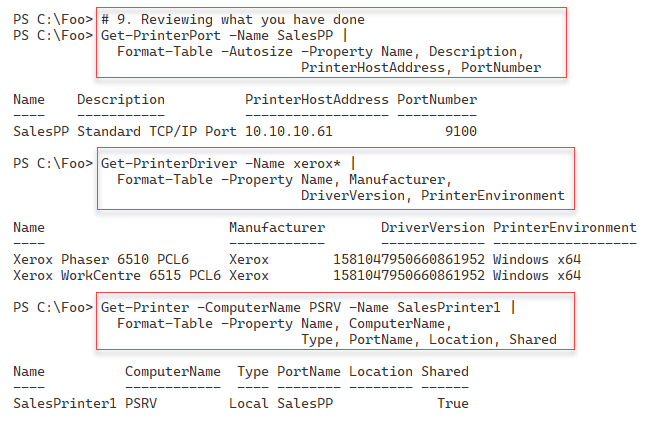 PS C:\Foo> # 9. Reviewing what you have done
PS C:\Foo> Get-PrinterPort -Name SalesPP |
Format-Table -Autosize -Property Name, Description,
PrinterHostAddress, PortNumber
Name Description PrinterHostAddress PortNumber
---- ----------- ------------------ ----------
SalesPP Standard TCP/IP Port 10.10.10.61 9100
PS C:\Foo> Get-PrinterDriver -Name xerox* |
Format-Table -Property Name, Manufacturer,
DriverVersion, PrinterEnvironment
Name Manufacturer DriverVersion PrinterEnvironment
---- ------------ ------------- ------------------
Xerox Phaser 6510 PCL6 Xerox 1581047950660861952 Windows x64
Xerox WorkCentre 6515 PCL6 Xerox 1581047950660861952 Windows x64
PS C:\Foo> Get-Printer -ComputerName PSRV -Name SalesPrinter1 |
Format-Table -Property Name, ComputerName,
Type, PortName, Location, Shared
Name ComputerName Type PortName Location Shared
---- ------------ ---- -------- -------- ------
SalesPrinter1 PSRV Local SalesPP True